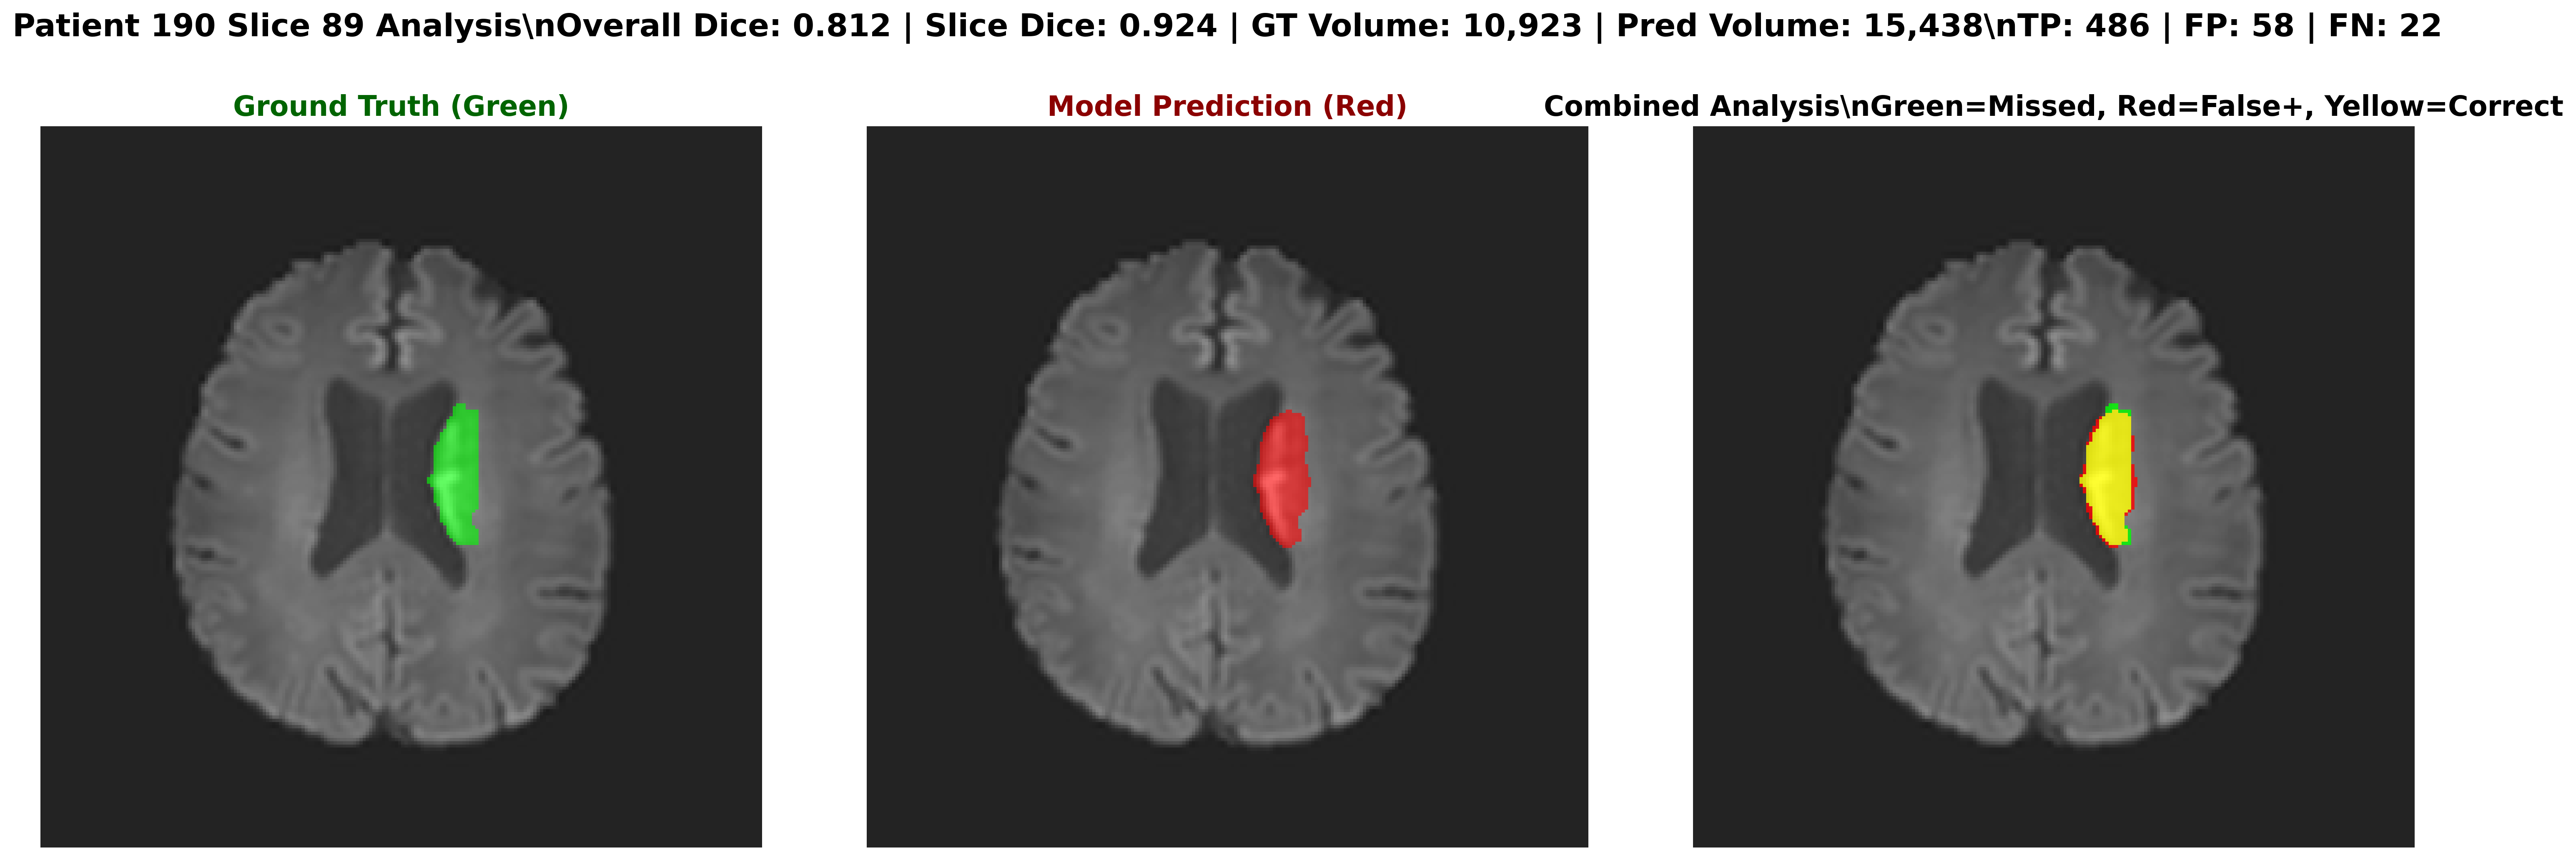 Patient 190 Slice 89 Analysis\nOverall Dice: 0.812 | Slice Dice: 0.924 | GT Volume: 10,923 | Pred Volume: 15,438\nTP: 486 | FP: 58 | FN: 22
Ground Truth (Green)
Model Prediction (Red)
Combined Analysis\nGreen=Missed, Red=False+, Yellow=Correct